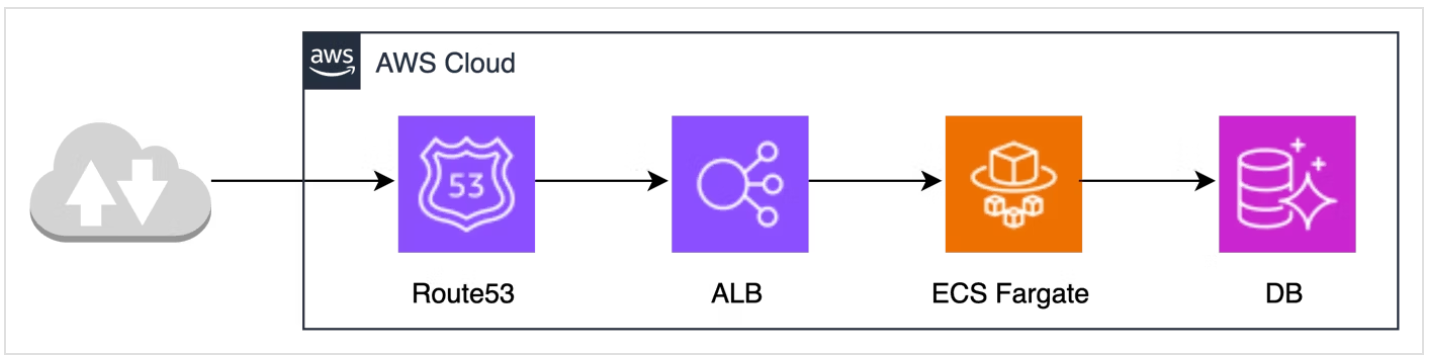 aws
AWS Cloud
53
Route53
ALB
ECS Fargate
DB